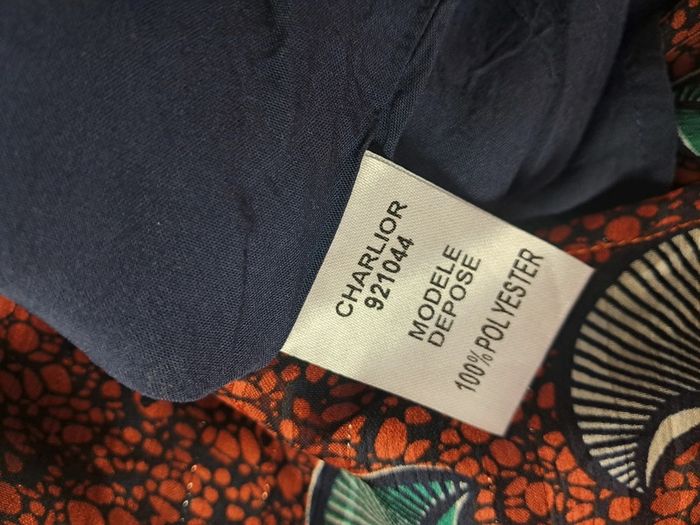 CHARLIOR
921044
MODELE
DEPOSE
100% POLYESTER